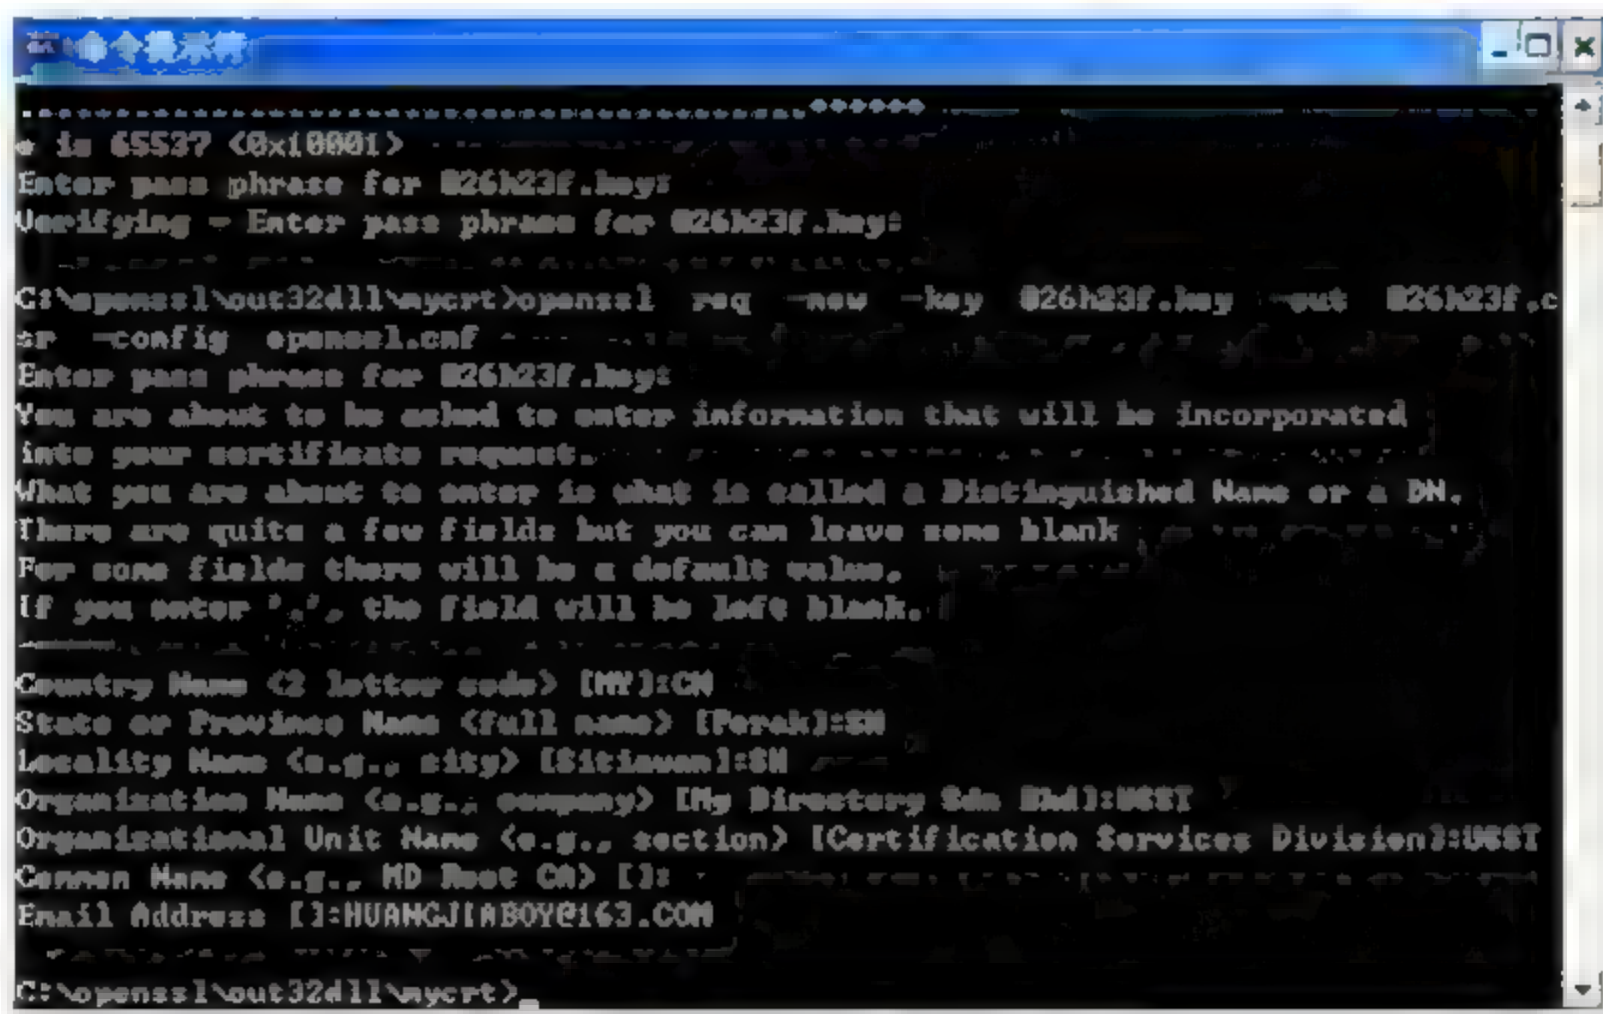 命令提示符
..........................................................++++++
e is 65537 (0x10001)
Enter pass phrase for 026h23f.key:
Verifying - Enter pass phrase for 026h23f.key:
C:\openssl\out32dll\mycrt>openssl req -new -key 026h23f.key -out 026h23f.c
sr -config openssl.cnf
Enter pass phrase for 026h23f.key:
You are about to be asked to enter information that will be incorporated
into your certificate request.
What you are about to enter is what is called a Distinguished Name or a DN.
There are quite a few fields but you can leave some blank
For some fields there will be a default value,
If you enter '.', the field will be left blank.
-----
Country Name (2 letter code) [MY]:CN
State or Province Name (full name) [Perak]:
Locality Name (e.g., city) [Sitiawan]:
Organization Name (e.g., company) [My Directory Sdn Bhd]:
Organizational Unit Name (e.g., section) [Certification Services Division]:
Common Name (e.g., MD Root CA) []:
Email Address []:HUANGJIABOY@163.COM
C:\openssl\out32dll\mycrt>_